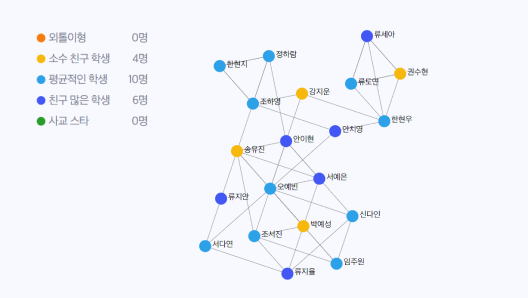 외톨이형 0명
소수 친구 학생 4명
평균적인 학생 10명
친구 많은 학생 6명
사교 스타 0명
류세아
정하람
한현지
권수현
류도연
강지운
조하영
한현우
안치영
안이현
송유진
서예은
오예빈
류지안
신다인
박예성
조서진
서다연
임주원
류지율